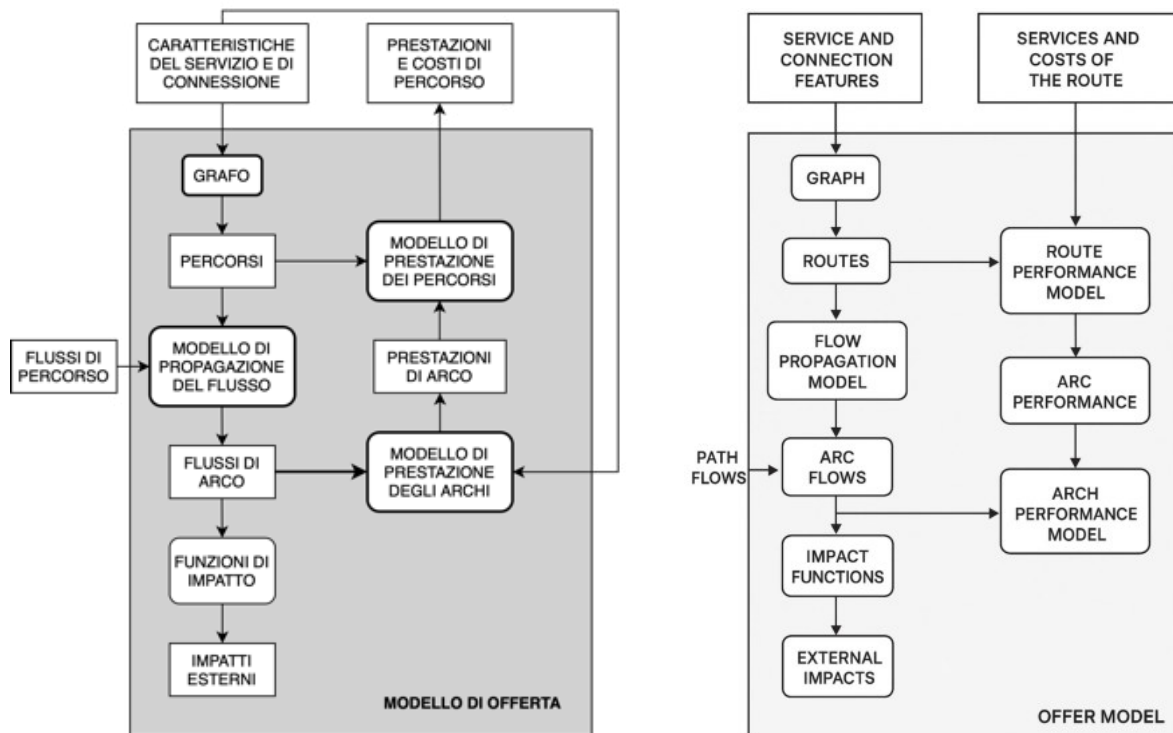 CARATTERISTICHE
DEL SERVIZIO E DI
CONNESSIONE
PRESTAZIONI
E COSTI DI
PERCORSO
GRAFO
PERCORSI
MODELLO DI
PRESTAZIONE
DEI PERCORSI
FLUSSI DI
PERCORSO
MODELLO DI
PROPAGAZIONE
DEL FLUSSO
PRESTAZIONI
DI ARCO
FLUSSI DI
ARCO
MODELLO DI
PRESTAZIONE
DEGLI ARCHI
FUNZIONI DI
IMPATTO
IMPATTI
ESTERNI
MODELLO DI OFFERTA
SERVICE AND
CONNECTION
FEATURES
SERVICES AND
COSTS OF
THE ROUTE
GRAPH
ROUTES
ROUTE
PERFORMANCE
MODEL
FLOW
PROPAGATION
MODEL
ARC
PERFORMANCE
PATH
FLOWS
ARC
FLOWS
ARCH
PERFORMANCE
MODEL
IMPACT
FUNCTIONS
EXTERNAL
IMPACTS
OFFER MODEL